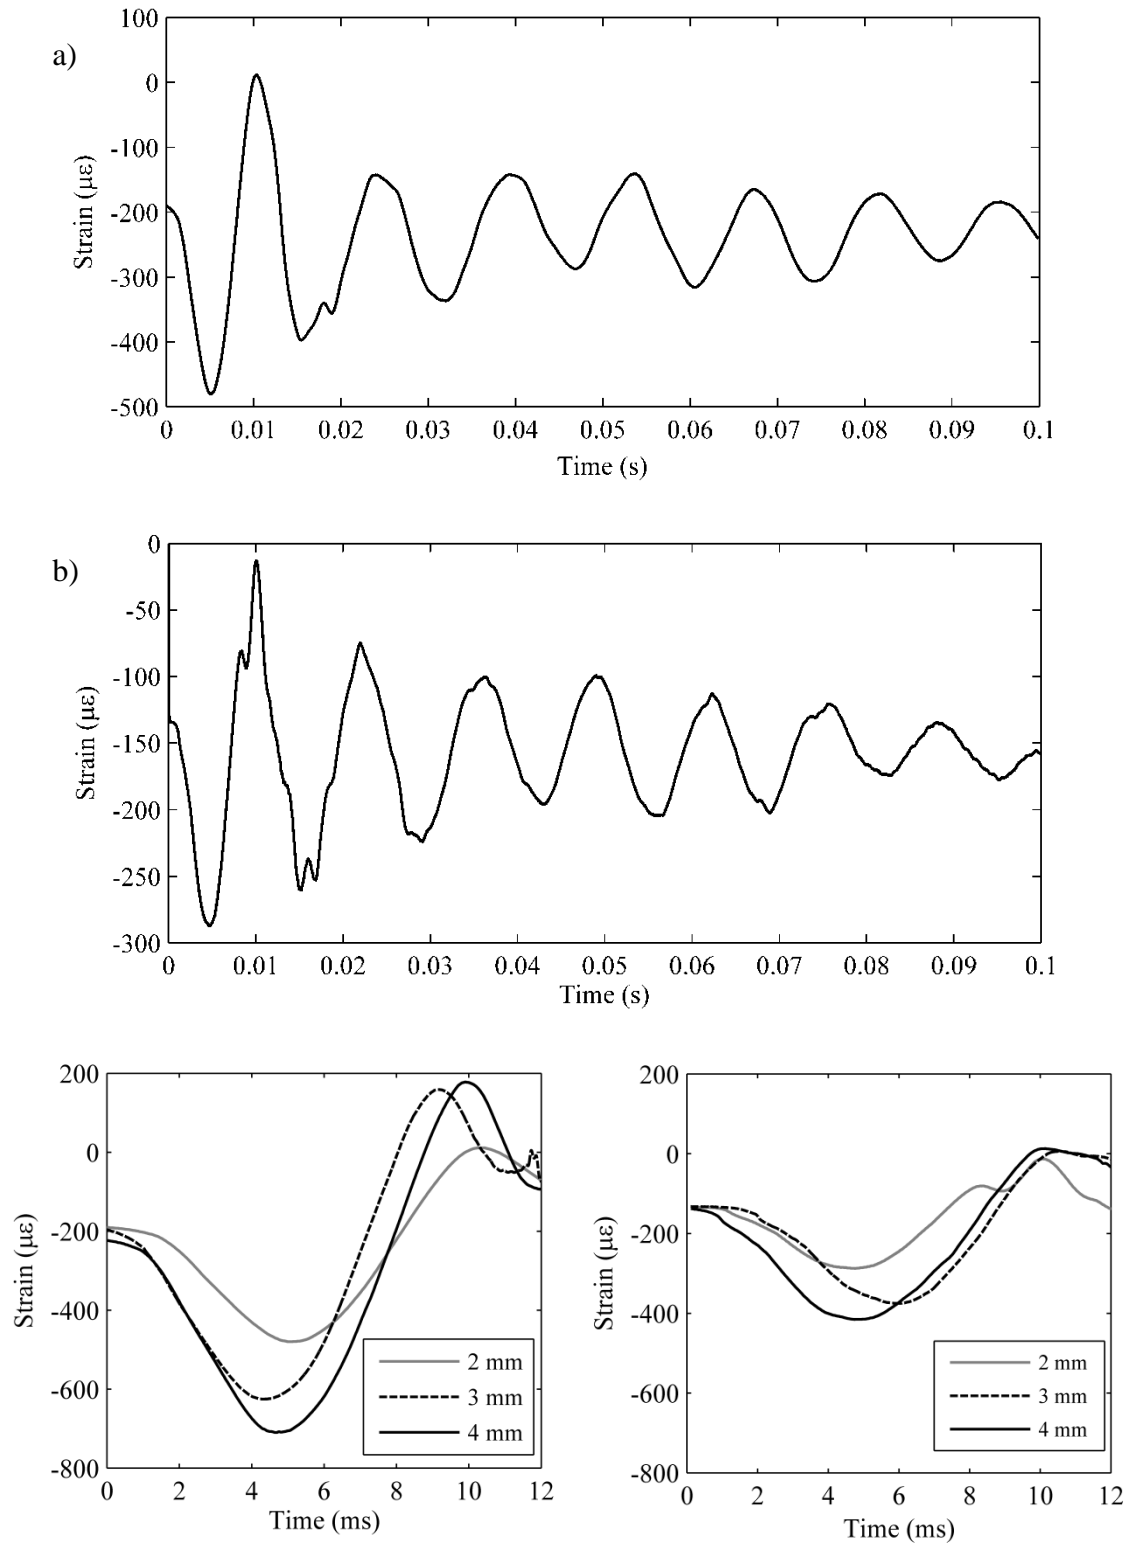 a)
100
0
-100
-200
-300
-400
-500
Strain (µε)
0 0.01 0.02 0.03 0.04 0.05 0.06 0.07 0.08 0.09 0.1
Time (s)
b)
0
-50
-100
-150
-200
-250
-300
Strain (µε)
0 0.01 0.02 0.03 0.04 0.05 0.06 0.07 0.08 0.09 0.1
Time (s)
200
0
-200
-400
-600
-800
Strain (µε)
2 mm
3 mm
4 mm
0 2 4 6 8 10 12
Time (ms)
200
0
-200
-400
-600
-800
Strain (µε)
2 mm
3 mm
4 mm
0 2 4 6 8 10 12
Time (ms)